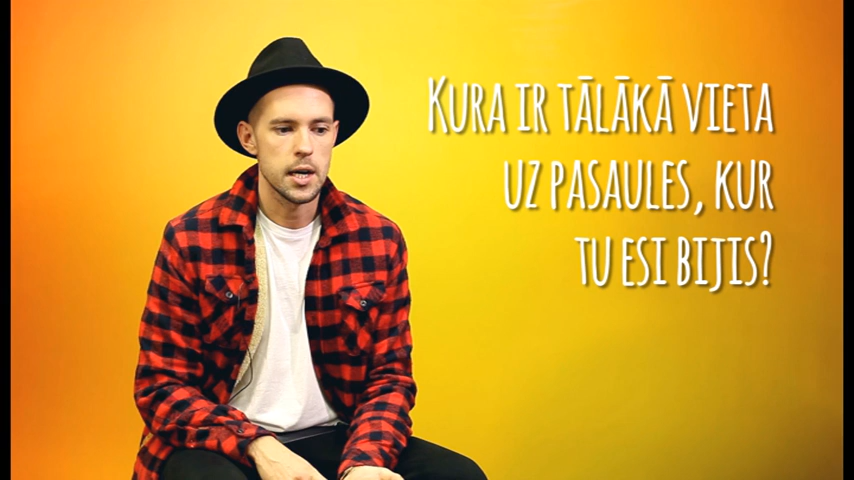 Kura ir tālākā vieta
uz pasaules, kur
tu esi bijis?